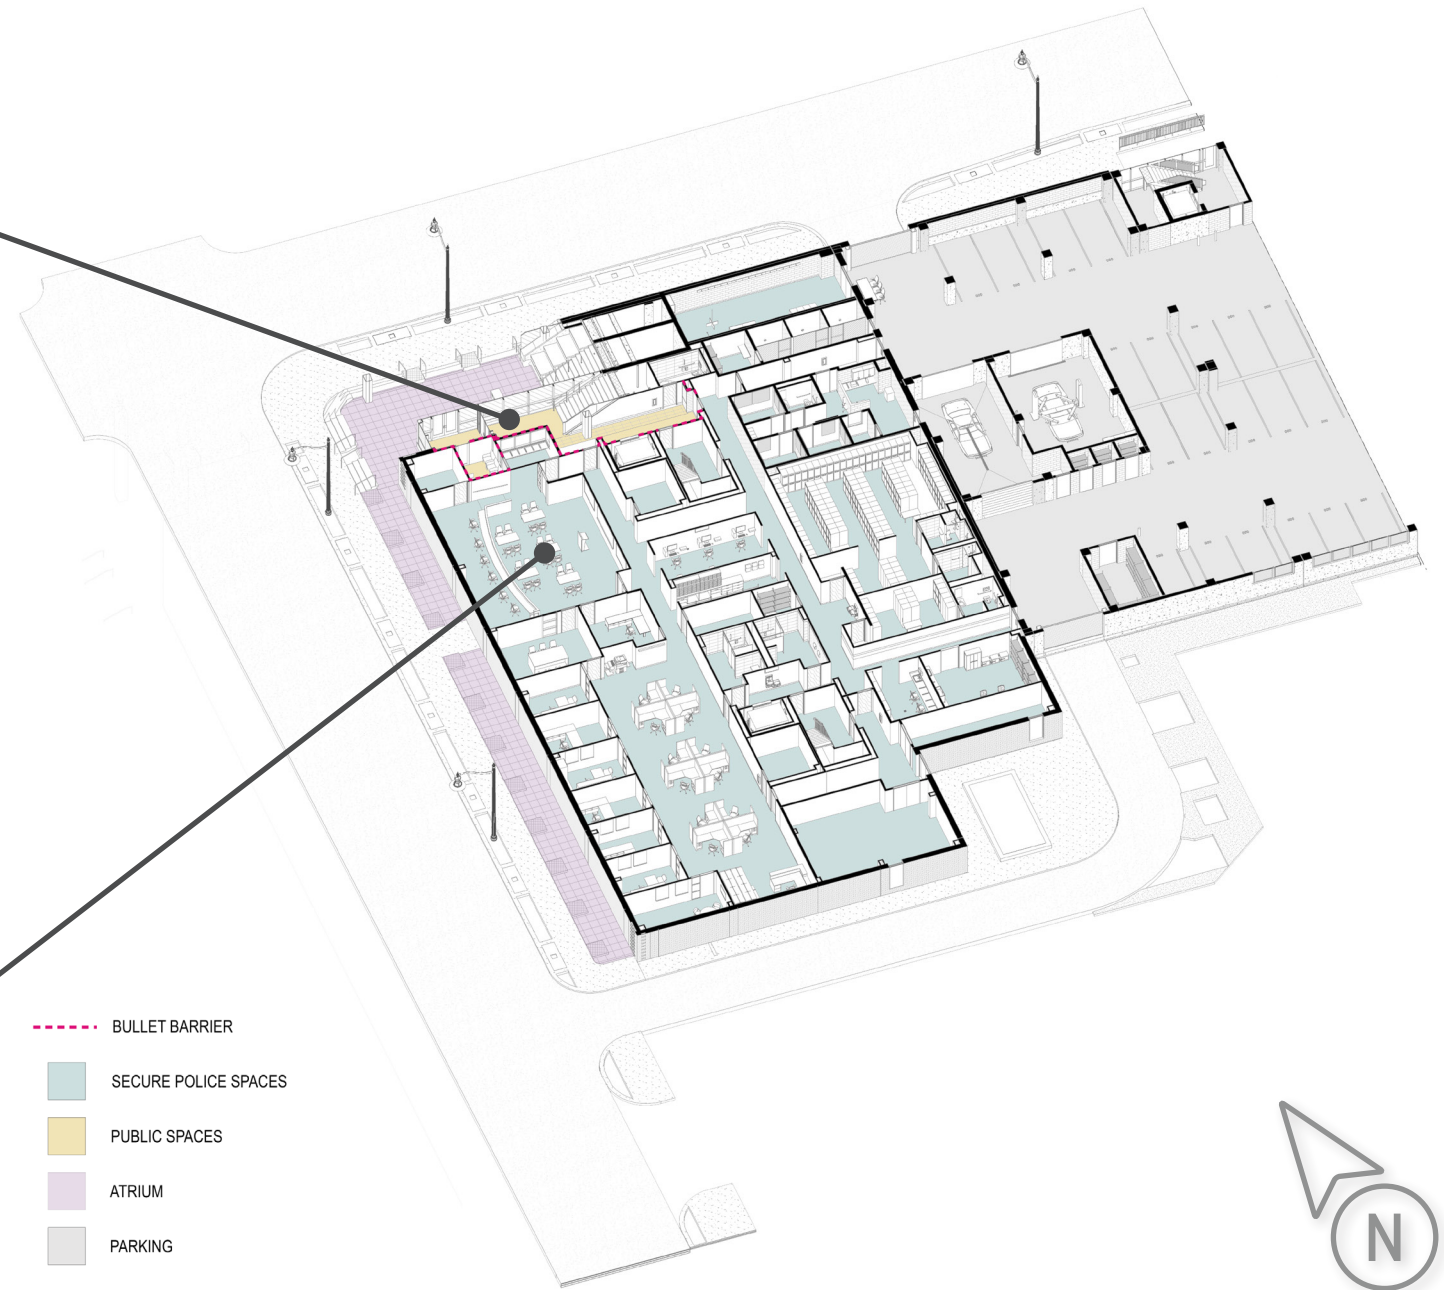 BULLET BARRIER
SECURE POLICE SPACES
PUBLIC SPACES
ATRIUM
PARKING
N